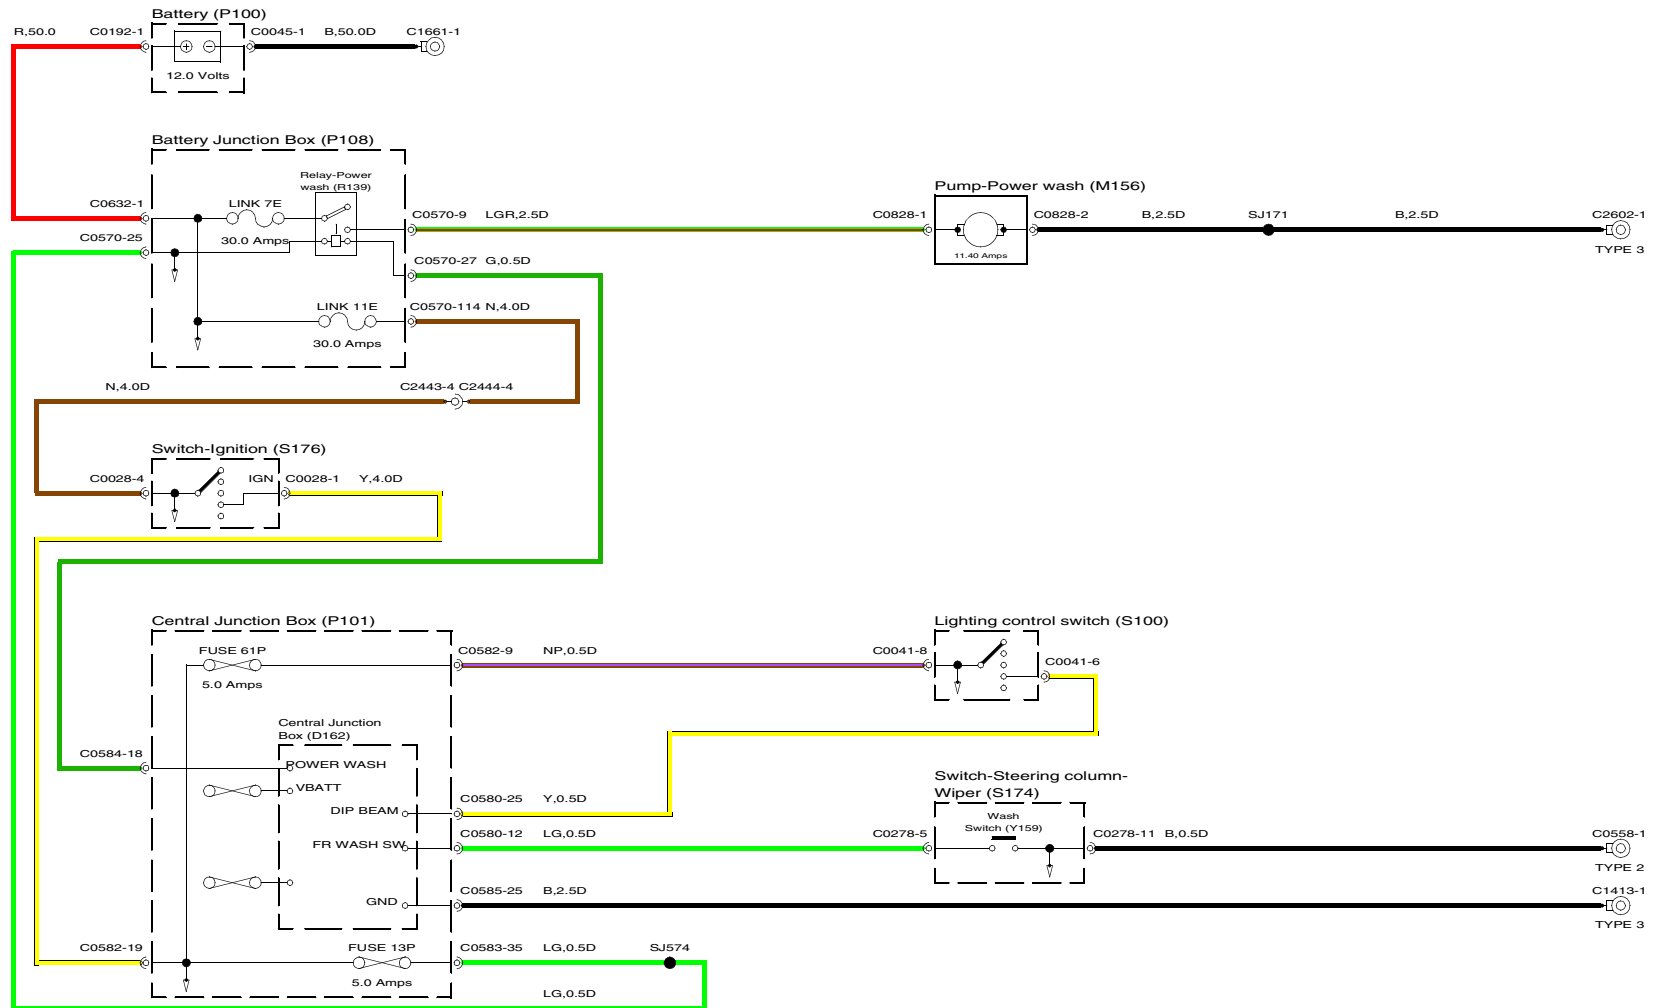 Battery (P100)
R,50.0 C0192-1 C0045-1 B,50.0D C1661-1
12.0 Volts
Battery Junction Box (P108)
Relay-Power
wash (R139)
C0632-1 LINK 7E
30.0 Amps
C0570-25
C0570-9 LGR,2.5D
C0570-27 G,0.5D
LINK 11E C0570-114 N,4.0D
30.0 Amps
Pump-Power wash (M156)
C0828-1 C0828-2 B,2.5D SJ171 B,2.5D C2602-1
11.40 Amps
TYPE 3
N,4.0D C2443-4 C2444-4
Switch-Ignition (S176)
C0028-4 IGN C0028-1 Y,4.0D
Central Junction Box (P101)
FUSE 61P C0582-9 NP,0.5D
5.0 Amps
Lighting control switch (S100)
C0041-8 C0041-6
Central Junction
Box (D162)
C0584-18 POWER WASH
VBATT
DIP BEAM C0580-25 Y,0.5D
FR WASH SW C0580-12 LG,0.5D
Switch-Steering column-
Wiper (S174)
Wash
Switch (Y159)
C0278-5 C0278-11 B,0.5D C0558-1
TYPE 2
GND C0585-25 B,2.5D C1413-1
TYPE 3
C0582-19 FUSE 13P C0583-35 LG,0.5D SJ574
5.0 Amps
LG,0.5D